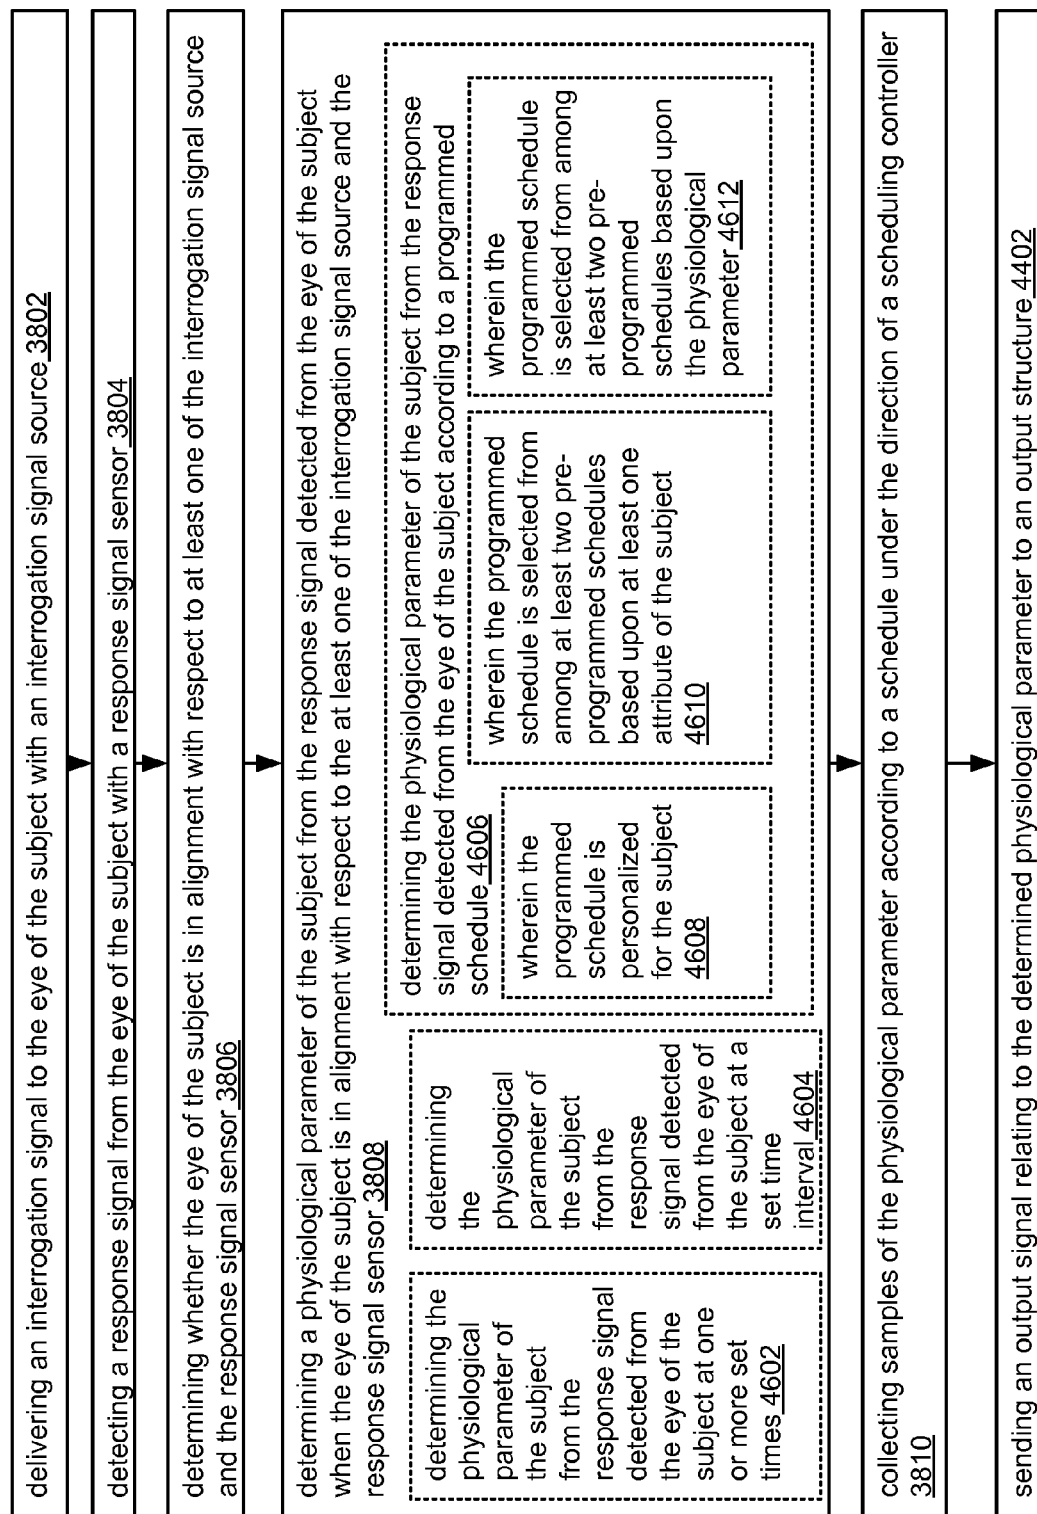 delivering an interrogation signal to the eye of the subject with an interrogation signal source 3802
detecting a response signal from the eye of the subject with a response signal sensor 3804
determining whether the eye of the subject is in alignment with respect to at least one of the interrogation signal source
and the response signal sensor 3806
determining a physiological parameter of the subject from the response signal detected from the eye of the subject
when the eye of the subject is in alignment with respect to the at least one of the interrogation signal source and the
response signal sensor 3808
determining the
physiological
parameter of
the subject
from the
response signal
detected from
the eye of the
subject at one
or more set
times 4602
determining
the
physiological
parameter of
the subject
from the
response
signal detected
from the eye of
the subject at a
set time
interval 4604
determining the physiological parameter of the subject from the response
signal detected from the eye of the subject according to a programmed
schedule 4606
wherein the
programmed
schedule is
personalized
for the subject
4608
wherein the programmed
schedule is selected from
among at least two pre-
programmed schedules
based upon at least one
attribute of the subject
4610
wherein the
programmed schedule
is selected from among
at least two pre-
programmed
schedules based upon
the physiological
parameter 4612
collecting samples of the physiological parameter according to a schedule under the direction of a scheduling controller
3810
sending an output signal relating to the determined physiological parameter to an output structure 4402